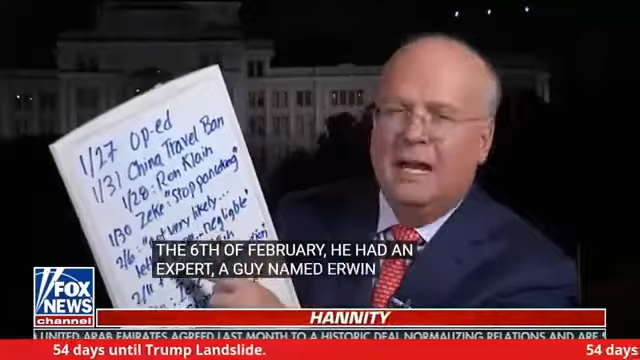 1/27 Op-ed
1/31 China Travel Ban
1/28: Ron Klain
1/30 Zeke: "Stop panicking"
2/6: "not very likely...
negligible"
2/11
THE 6TH OF FEBRUARY, HE HAD AN
EXPERT, A GUY NAMED ERWIN
FOX
NEWS
channel
HANNITY
UNITED ARAB EMIRATES AGREED LAST MONTH TO A HISTORIC DEAL NORMALIZING RELATIONS AND ARE
54 days until Trump Landslide.
54 days